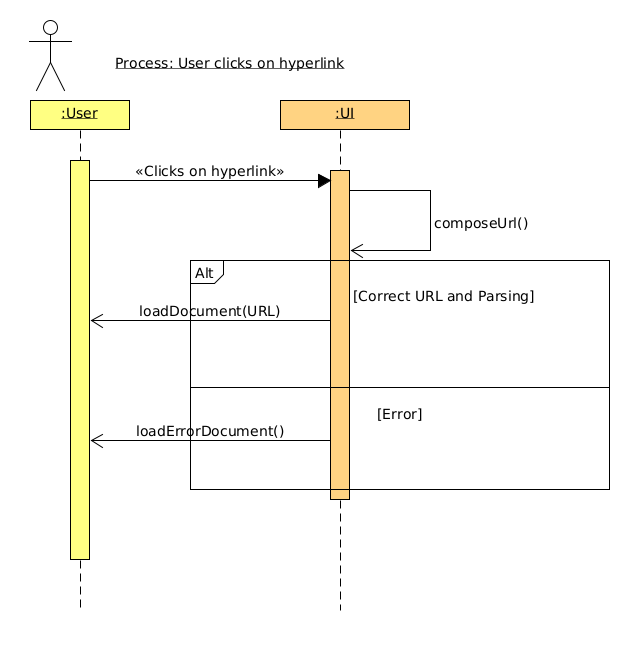 Process: User clicks on hyperlink
:User
:UI
«Clicks on hyperlink»
composeUrl()
Alt
[Correct URL and Parsing]
loadDocument(URL)
[Error]
loadErrorDocument()